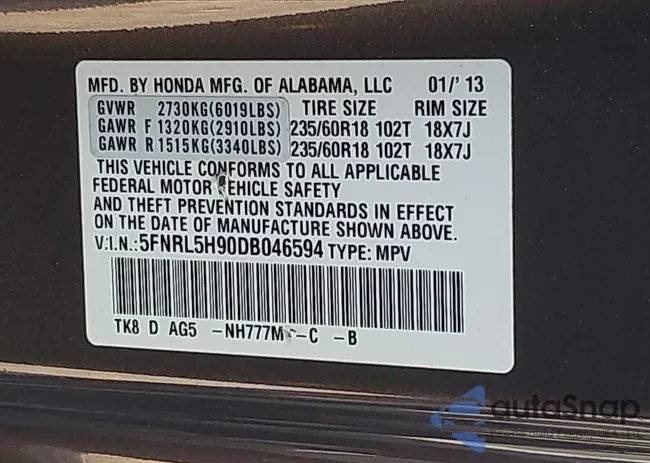 MFD. BY HONDA MFG. OF ALABAMA, LLC 01/'13
GVWR 2730KG(6019LBS) TIRE SIZE RIM SIZE
GAWR F 1320KG(2910LBS) 235/60R18 102T 18X7J
GAWR R 1515KG(3340LBS) 235/60R18 102T 18X7J
THIS VEHICLE CONFORMS TO ALL APPLICABLE
FEDERAL MOTOR VEHICLE SAFETY
AND THEFT PREVENTION STANDARDS IN EFFECT
ON THE DATE OF MANUFACTURE SHOWN ABOVE.
V.I.N.:5FNRL5H90DB046594 TYPE: MPV
TK8 D AG5 -NH777M -C -B
autoSnap